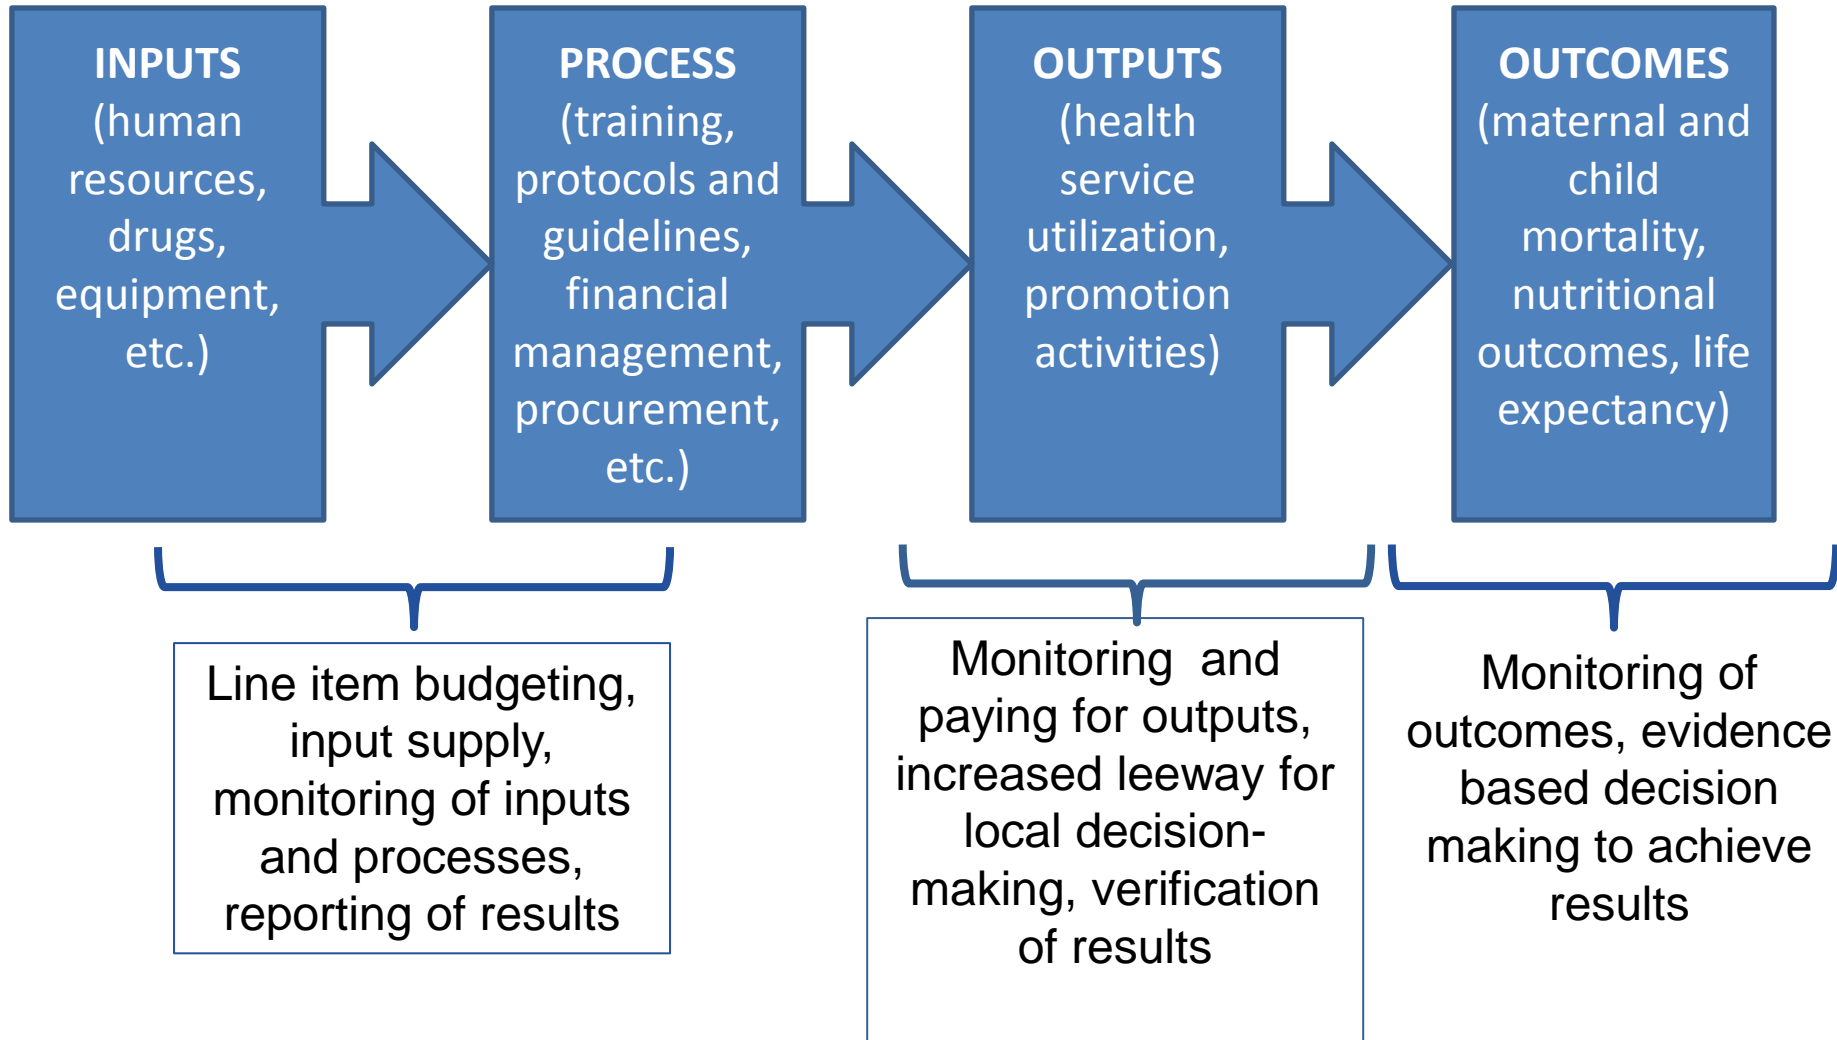 INPUTS
(human
resources,
drugs,
equipment,
etc.)
PROCESS
(training,
protocols and
guidelines,
financial
management,
procurement,
etc.)
OUTPUTS
(health
service
utilization,
promotion
activities)
OUTCOMES
(maternal and
child
mortality,
nutritional
outcomes, life
expectancy)
Line item budgeting,
input supply,
monitoring of inputs
and processes,
reporting of results
Monitoring and
paying for outputs,
increased leeway for
local decision-
making, verification
of results
Monitoring of
outcomes, evidence
based decision
making to achieve
results